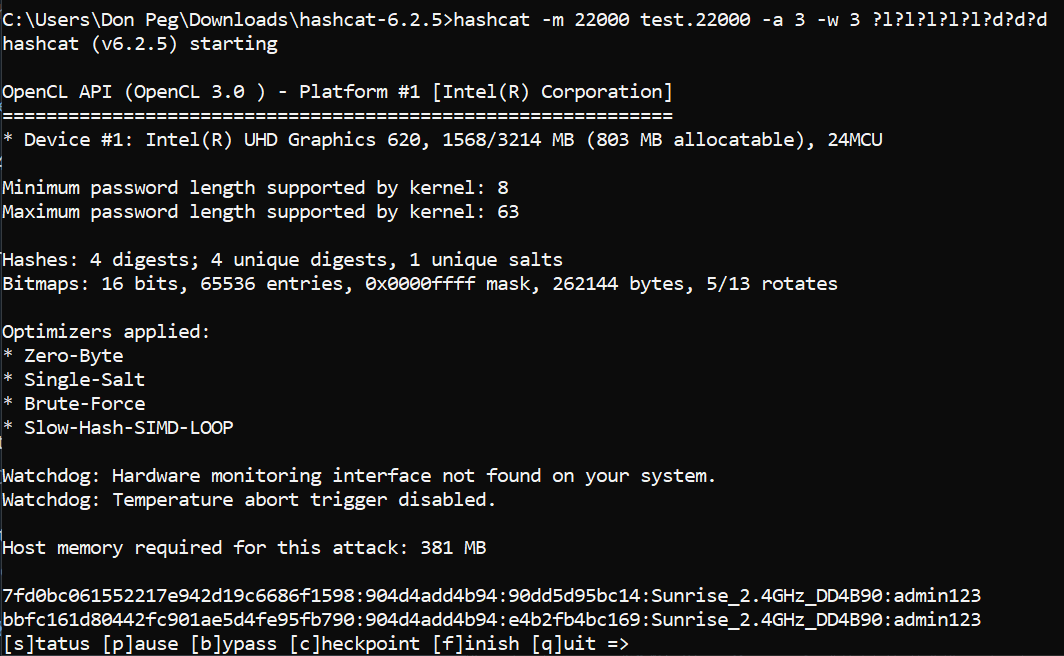 C:\Users\Don Peg\Downloads\hashcat-6.2.5>hashcat -m 22000 test.22000 -a 3 -w 3 ?l?l?l?l?l?d?d?d
hashcat (v6.2.5) starting
OpenCL API (OpenCL 3.0 ) - Platform #1 [Intel(R) Corporation]
=============================================================
* Device #1: Intel(R) UHD Graphics 620, 1568/3214 MB (803 MB allocatable), 24MCU
Minimum password length supported by kernel: 8
Maximum password length supported by kernel: 63
Hashes: 4 digests; 4 unique digests, 1 unique salts
Bitmaps: 16 bits, 65536 entries, 0x0000ffff mask, 262144 bytes, 5/13 rotates
Optimizers applied:
* Zero-Byte
* Single-Salt
* Brute-Force
* Slow-Hash-SIMD-LOOP
Watchdog: Hardware monitoring interface not found on your system.
Watchdog: Temperature abort trigger disabled.
Host memory required for this attack: 381 MB
7fd0bc061552217e942d19c6686f1598:904d4add4b94:90dd5d95bc14:Sunrise_2.4GHz_DD4B90:admin123
bbfc161d80442fc901ae5d4fe95fb790:904d4add4b94:e4b2fb4bc169:Sunrise_2.4GHz_DD4B90:admin123
[s]tatus [p]ause [b]ypass [c]heckpoint [f]inish [q]uit =>